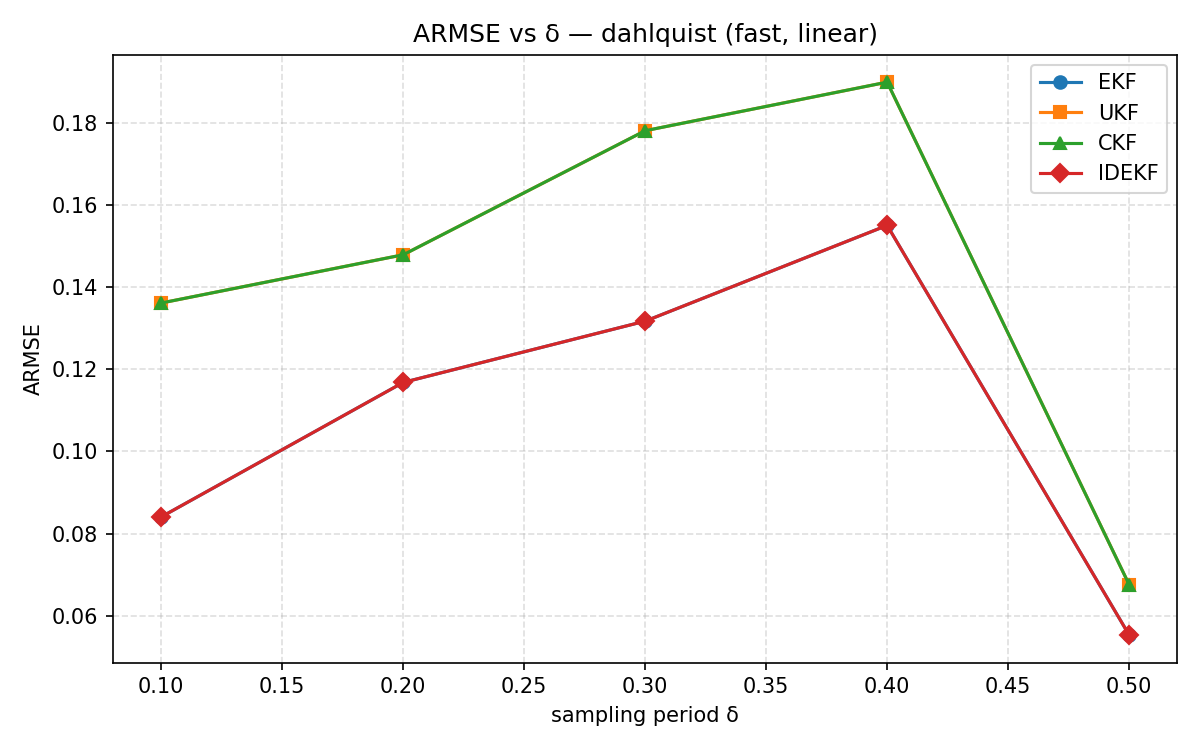 ARMSE vs δ — dahlquist (fast, linear)
EKF
UKF
CKF
IDEKF
0.18
0.16
0.14
0.12
0.10
0.08
0.06
ARMSE
0.10 0.15 0.20 0.25 0.30 0.35 0.40 0.45 0.50
sampling period δ